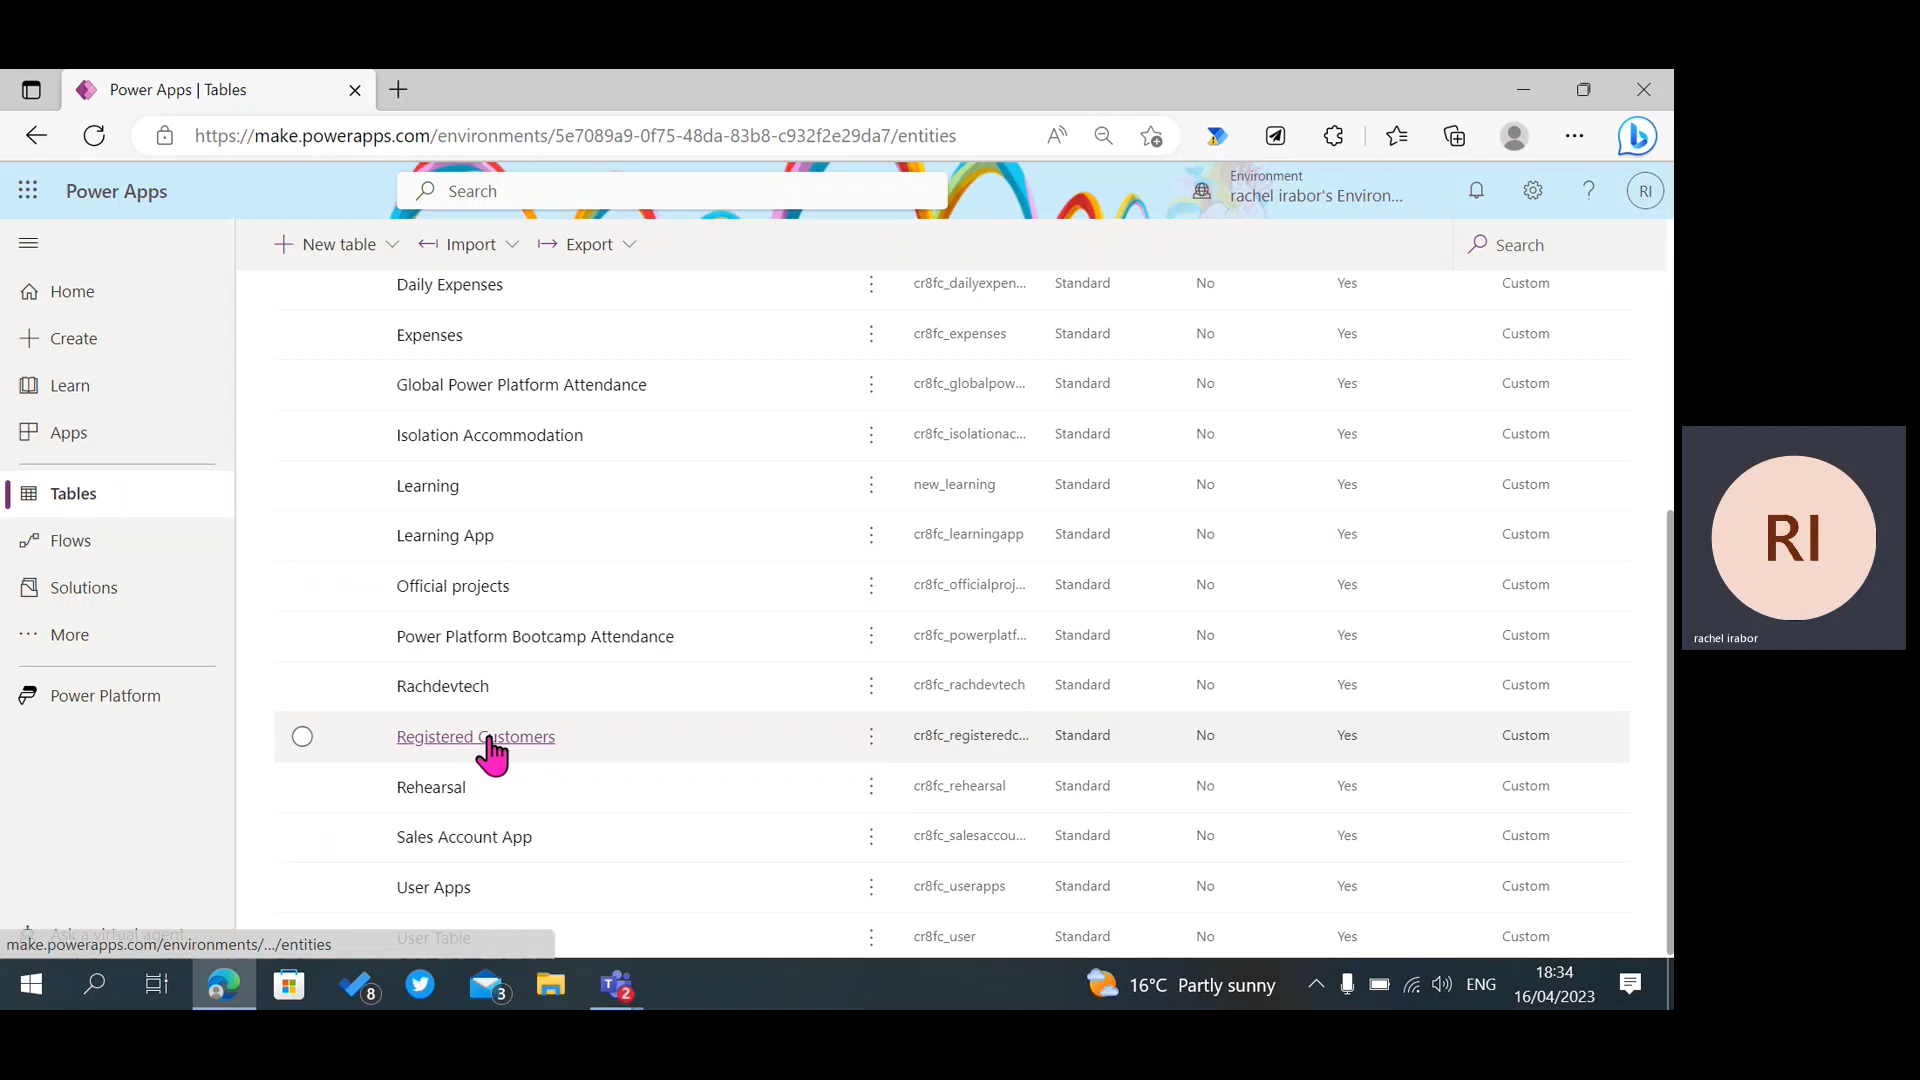 Power Apps | Tables
https://make.powerapps.com/environments/5e7089a9-0f75-48da-83b8-c932f2e29da7/entities
Power Apps
Search
Environment
rachel irabor's Environ...
RI
New table
Import
Export
Search
Home
Create
Learn
Apps
Tables
Flows
Solutions
More
Power Platform
Ask a virtual agent
Daily Expenses cr8fc_dailyexpen... Standard No Yes Custom
Expenses cr8fc_expenses Standard No Yes Custom
Global Power Platform Attendance cr8fc_globalpow... Standard No Yes Custom
Isolation Accommodation cr8fc_isolationac... Standard No Yes Custom
Learning new_learning Standard No Yes Custom
Learning App cr8fc_learningapp Standard No Yes Custom
Official projects cr8fc_officialproj... Standard No Yes Custom
Power Platform Bootcamp Attendance cr8fc_powerplatf... Standard No Yes Custom
Rachdevtech cr8fc_rachdevtech Standard No Yes Custom
Registered Customers cr8fc_registeredc... Standard No Yes Custom
Rehearsal cr8fc_rehearsal Standard No Yes Custom
Sales Account App cr8fc_salesaccou... Standard No Yes Custom
User Apps cr8fc_userapps Standard No Yes Custom
User Table cr8fc_user Standard No Yes Custom
make.powerapps.com/environments/.../entities
8
3
T
2
16°C Partly sunny
ENG
18:34
16/04/2023
RI
rachel irabor